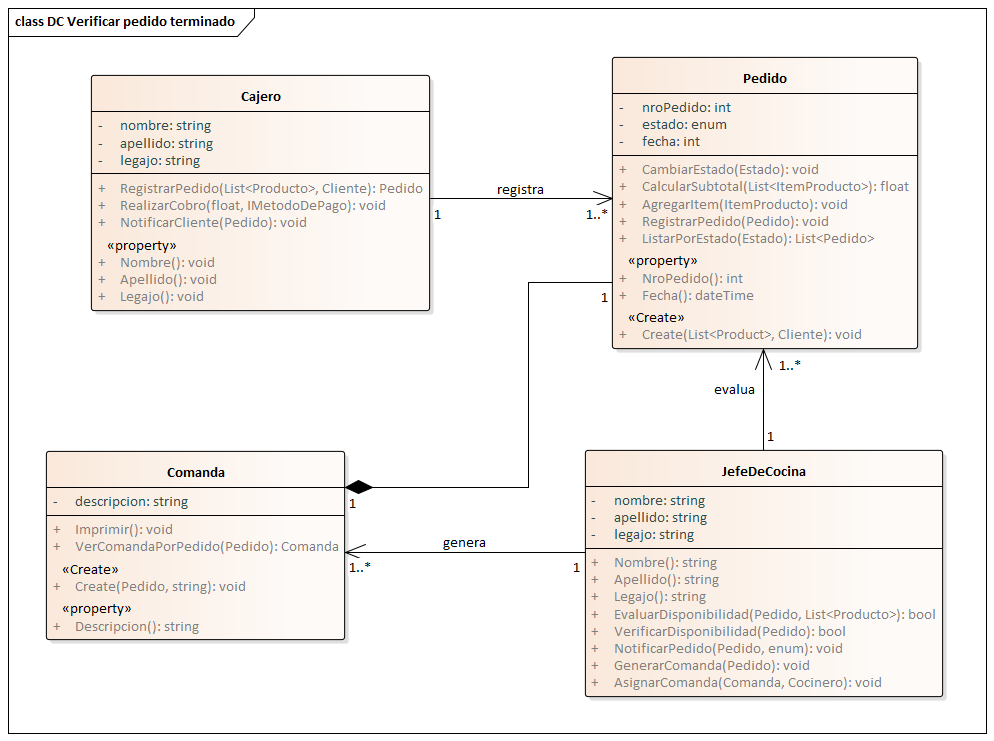 class DC Verificar pedido terminado
Cajero
- nombre: string
- apellido: string
- legajo: string
+ RegistrarPedido(List<Producto>, Cliente): Pedido
+ RealizarCobro(float, IMetodoDePago): void
+ NotificarCliente(Pedido): void
«property»
+ Nombre(): void
+ Apellido(): void
+ Legajo(): void
registra
1
1..*
Pedido
- nroPedido: int
- estado: enum
- fecha: int
+ CambiarEstado(Estado): void
+ CalcularSubtotal(List<ItemProducto>): float
+ AgregarItem(ItemProducto): void
+ RegistrarPedido(Pedido): void
+ ListarPorEstado(Estado): List<Pedido>
«property»
+ NroPedido(): int
+ Fecha(): dateTime
«Create»
+ Create(List<Product>, Cliente): void
1
1..*
evalua
1
Comanda
- descripcion: string
+ Imprimir(): void
+ VerComandaPorPedido(Pedido): Comanda
«Create»
+ Create(Pedido, string): void
«property»
+ Descripcion(): string
1
genera
1..*
1
JefeDeCocina
- nombre: string
- apellido: string
- legajo: string
+ Nombre(): string
+ Apellido(): string
+ Legajo(): string
+ EvaluarDisponibilidad(Pedido, List<Producto>): bool
+ VerificarDisponibilidad(Pedido): bool
+ NotificarPedido(Pedido, enum): void
+ GenerarComanda(Pedido): void
+ AsignarComanda(Comanda, Cocinero): void